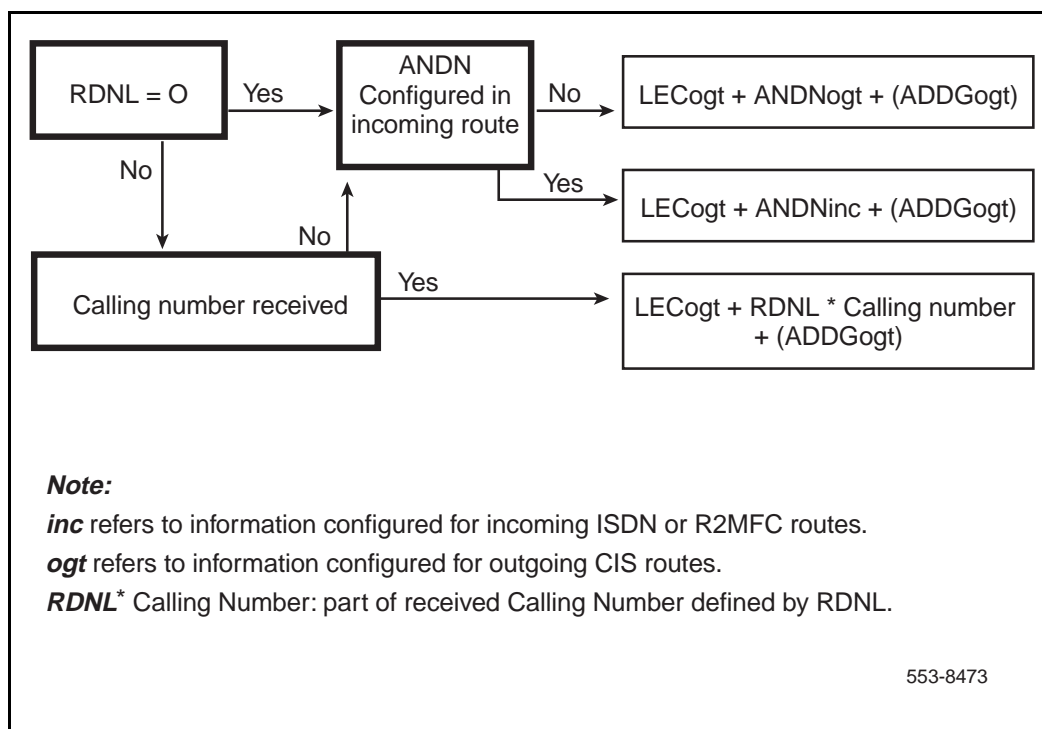 RDNL = O
Yes
ANDN
Configured in
incoming route
No
LECogt + ANDNogt + (ADDGogt)
No
Yes
LECogt + ANDNinc + (ADDGogt)
No
Calling number received
Yes
LECogt + RDNL * Calling number
+ (ADDGogt)
Note:
inc refers to information configured for incoming ISDN or R2MFC routes.
ogt refers to information configured for outgoing CIS routes.
RDNL* Calling Number: part of received Calling Number defined by RDNL.
553-8473